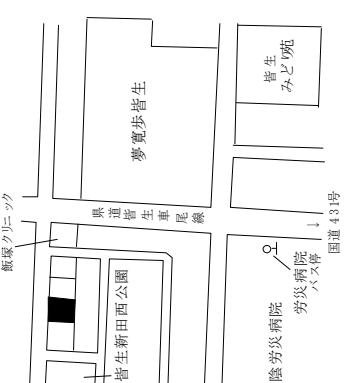 皆生
みどり苑
夢寛歩皆生
飯塚クリニック
県道皆生車尾線
国道431号
←
労災病院
バス停
皆生新田西公園
陰労災病院